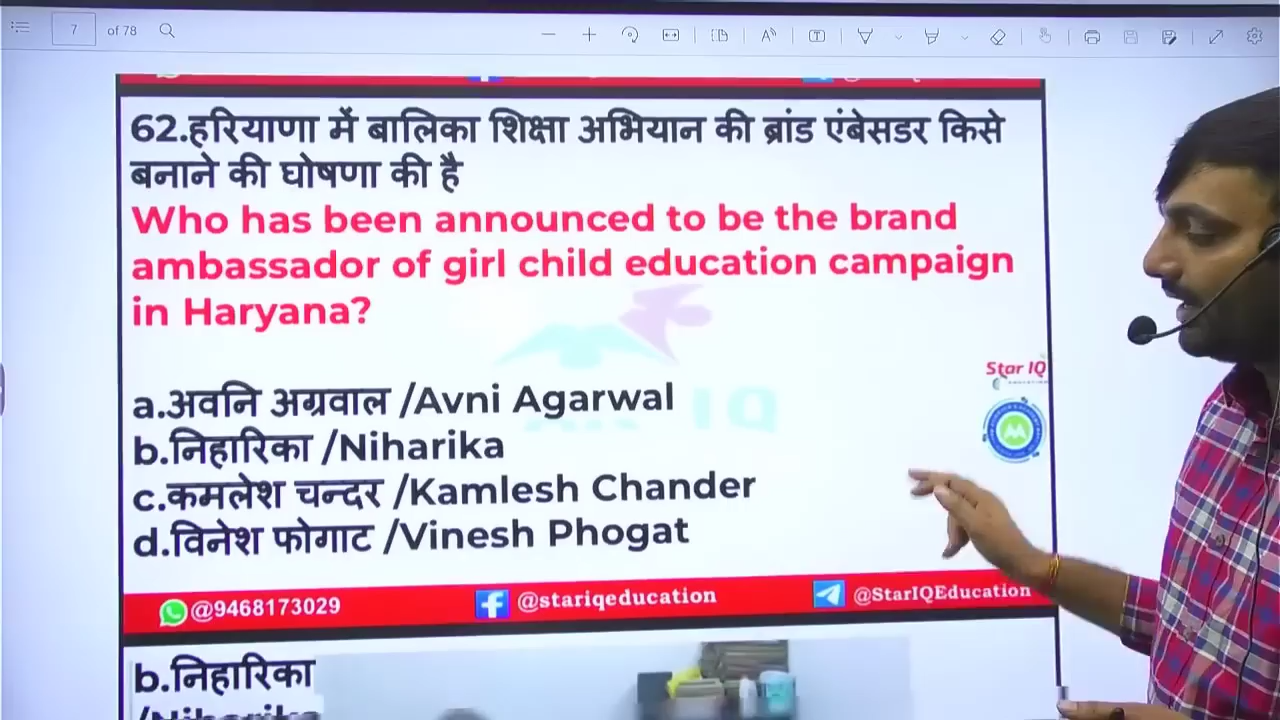 7 of 78
62.हरियाणा में बालिका शिक्षा अभियान की ब्रांड एंबेसडर किसे
बनाने की घोषणा की है
Who has been announced to be the brand
ambassador of girl child education campaign
in Haryana?
Star IQ
a.अवनि अग्रवाल /Avni Agarwal
b.निहारिका /Niharika
c.कमलेश चन्दर /Kamlesh Chander
d.विनेश फोगाट /Vinesh Phogat
@9468173029 @stariqeducation @StarIQEducation
b.निहारिका
/Niharika